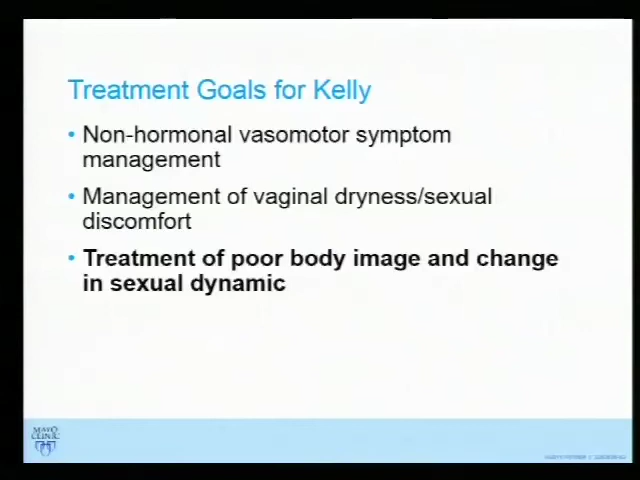 Treatment Goals for Kelly
• Non-hormonal vasomotor symptom
management
• Management of vaginal dryness/sexual
discomfort
• Treatment of poor body image and change
in sexual dynamic
MAYO
CLINIC